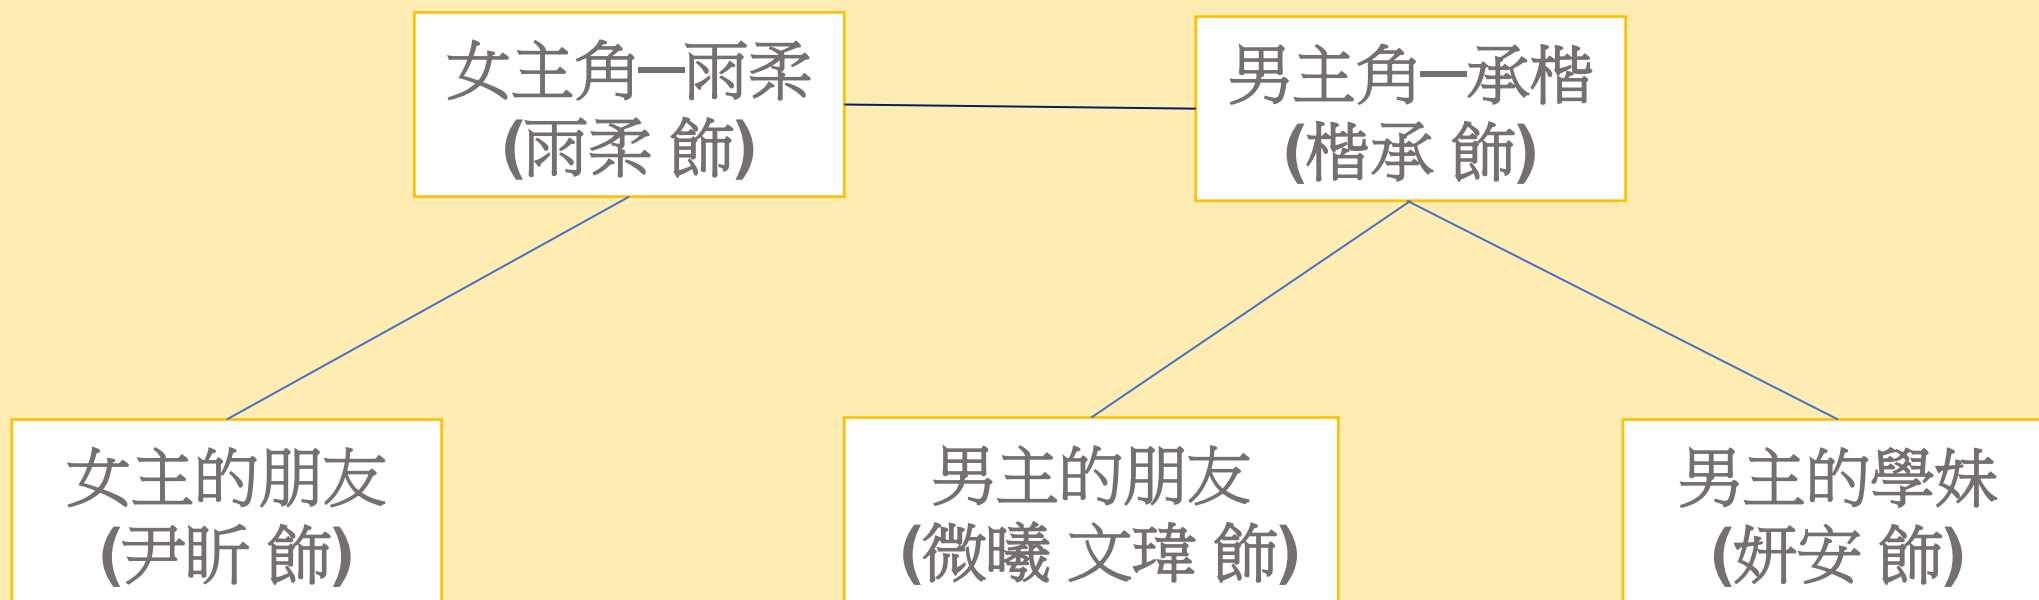 女主角—雨柔
(雨柔 飾)
男主角—承楷
(楷承 飾)
女主的朋友
(尹昕 飾)
男主的朋友
(微曦 文瑋 飾)
男主的學妹
(妍安 飾)